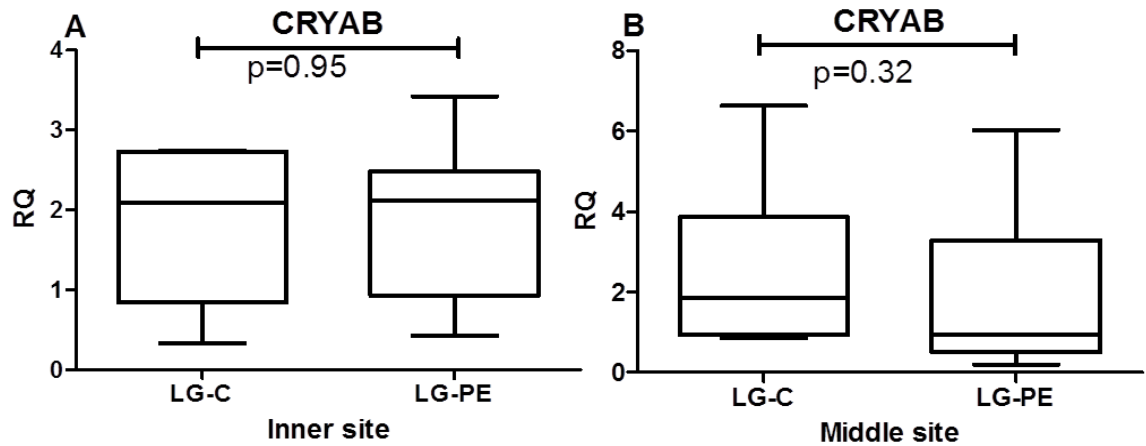 A
CRYAB
p=0.95
4
3
2
1
0
RQ
LG-C
LG-PE
Inner site
B
CRYAB
p=0.32
8
6
4
2
0
RQ
LG-C
LG-PE
Middle site